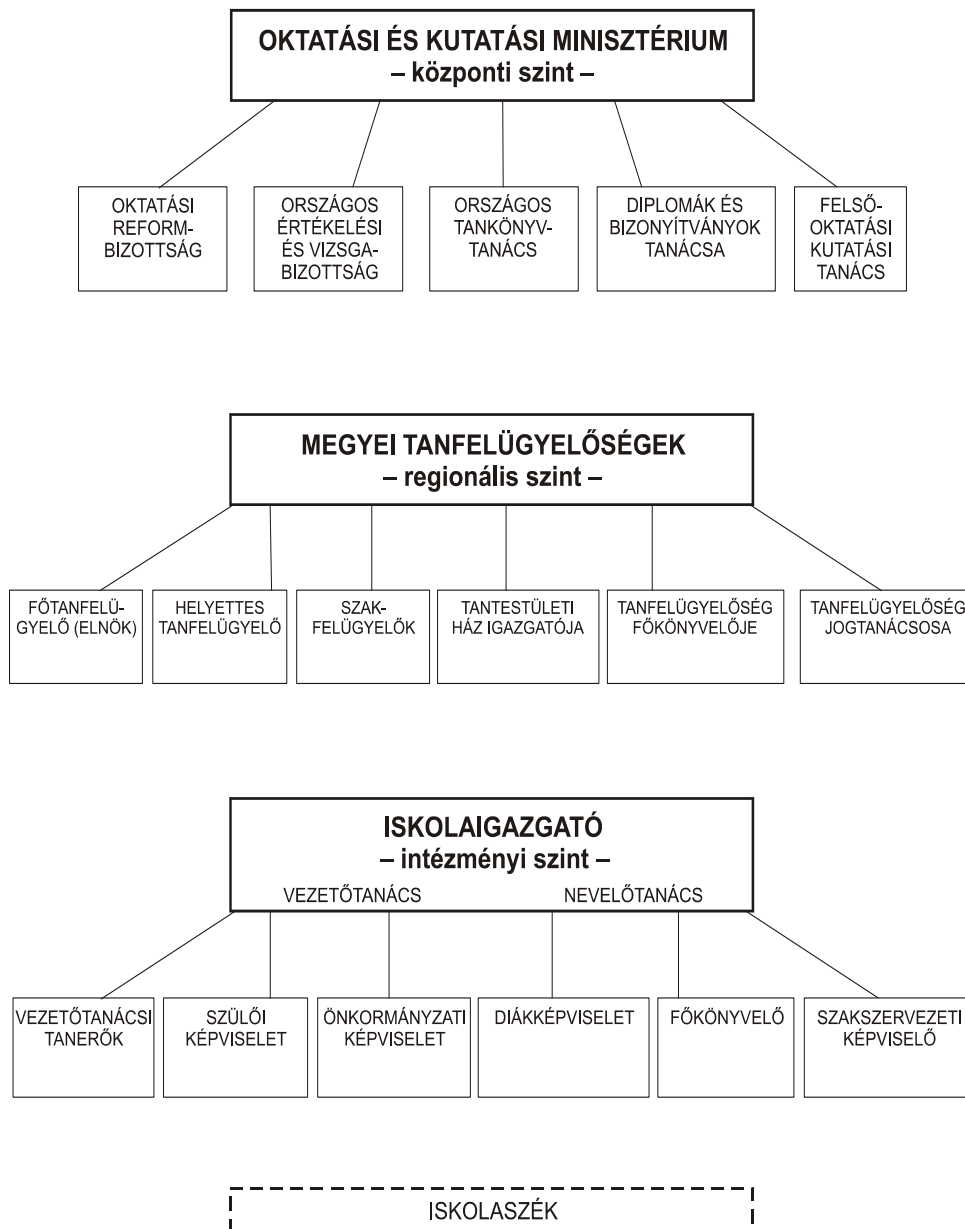 OKTATÁSI ÉS KUTATÁSI MINISZTÉRIUM
– központi szint –
OKTATÁSI
REFORM-
BIZOTTSÁG
ORSZÁGOS
ÉRTÉKELÉSI
ÉS VIZSGA-
BIZOTTSÁG
ORSZÁGOS
TANKÖNYV-
TANÁCS
DIPLOMÁK ÉS
BIZONYÍTVÁNYOK
TANÁCSA
FELSŐ-
OKTATÁSI
KUTATÁSI
TANÁCS
MEGYEI TANFELÜGYELŐSÉGEK
– regionális szint –
FŐTANFELÜ-
GYELŐ (ELNÖK)
HELYETTES
TANFELÜGYELŐ
SZAK-
FELÜGYELŐK
TANTESTÜLETI
HÁZ IGAZGATÓJA
TANFELÜGYELŐSÉG
FŐKÖNYVELŐJE
TANFELÜGYELŐSÉG
JOGTANÁCSOSA
ISKOLAIGAZGATÓ
– intézményi szint –
VEZETŐTANÁCS NEVELŐTANÁCS
VEZETŐTANÁCSI
TANERŐK
SZÜLŐI
KÉPVISELET
ÖNKORMÁNYZATI
KÉPVISELET
DIÁKKÉPVISELET
FŐKÖNYVELŐ
SZAKSZERVEZETI
KÉPVISELŐ
ISKOLASZÉK